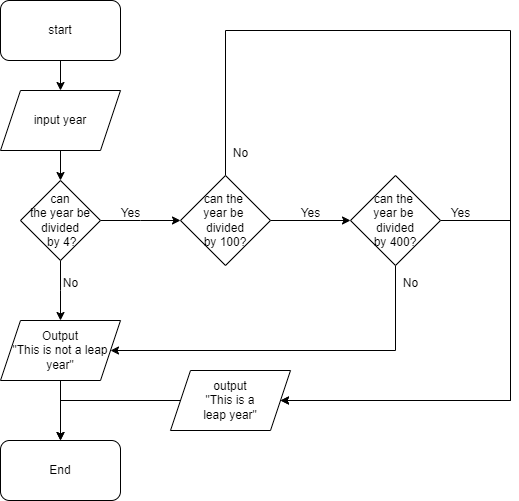 start
input year
can
the year be
divided
by 4?
Yes
can the
year be
divided
by 100?
No
Yes
can the
year be
divided
by 400?
Yes
No
No
Output
"This is not a leap
year"
output
"This is a
leap year"
End